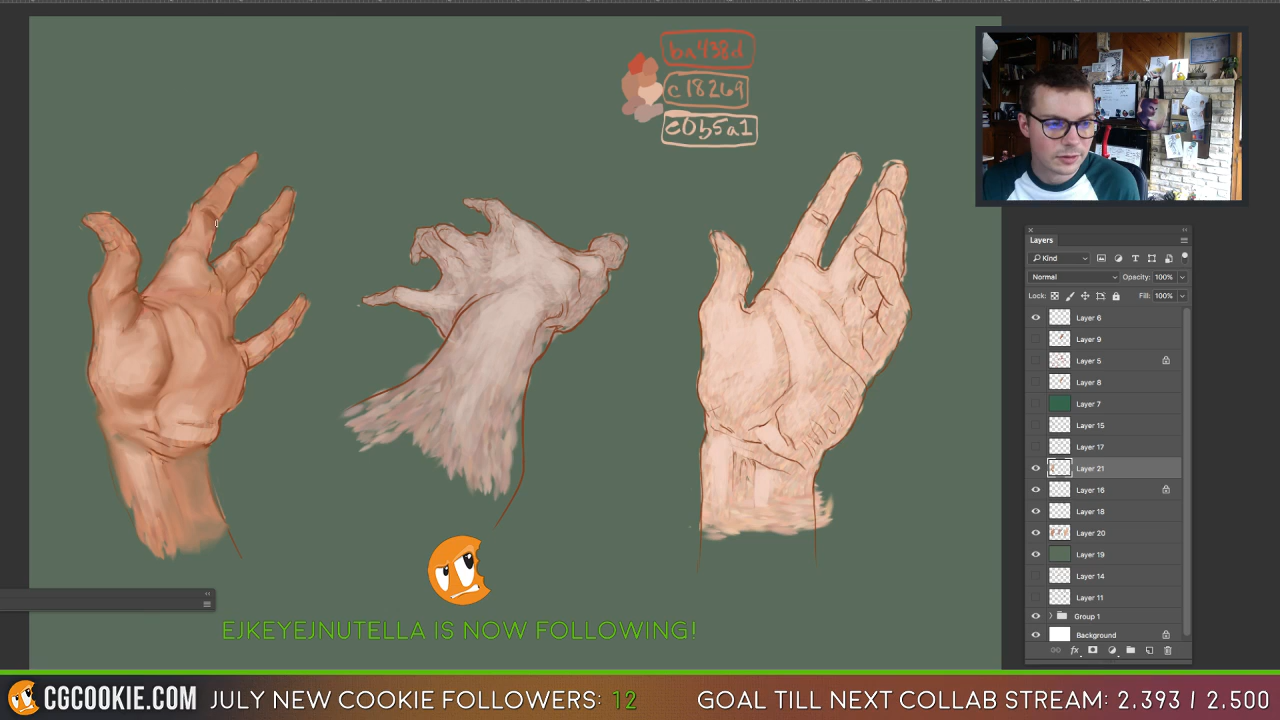 ba438d
c18269
e0b5a1
Layers
Kind
Normal
Opacity: 100%
Lock:
Fill: 100%
Layer 6
Layer 9
Layer 5
Layer 8
Layer 7
Layer 15
Layer 17
Layer 21
Layer 16
Layer 18
Layer 20
Layer 19
Layer 14
Layer 11
Group 1
Background
fx
EJKEYEJNUTELLA IS NOW FOLLOWING!
CGCOOKIE.COM
JULY NEW COOKIE FOLLOWERS: 12
GOAL TILL NEXT COLLAB STREAM: 2.393 / 2.500